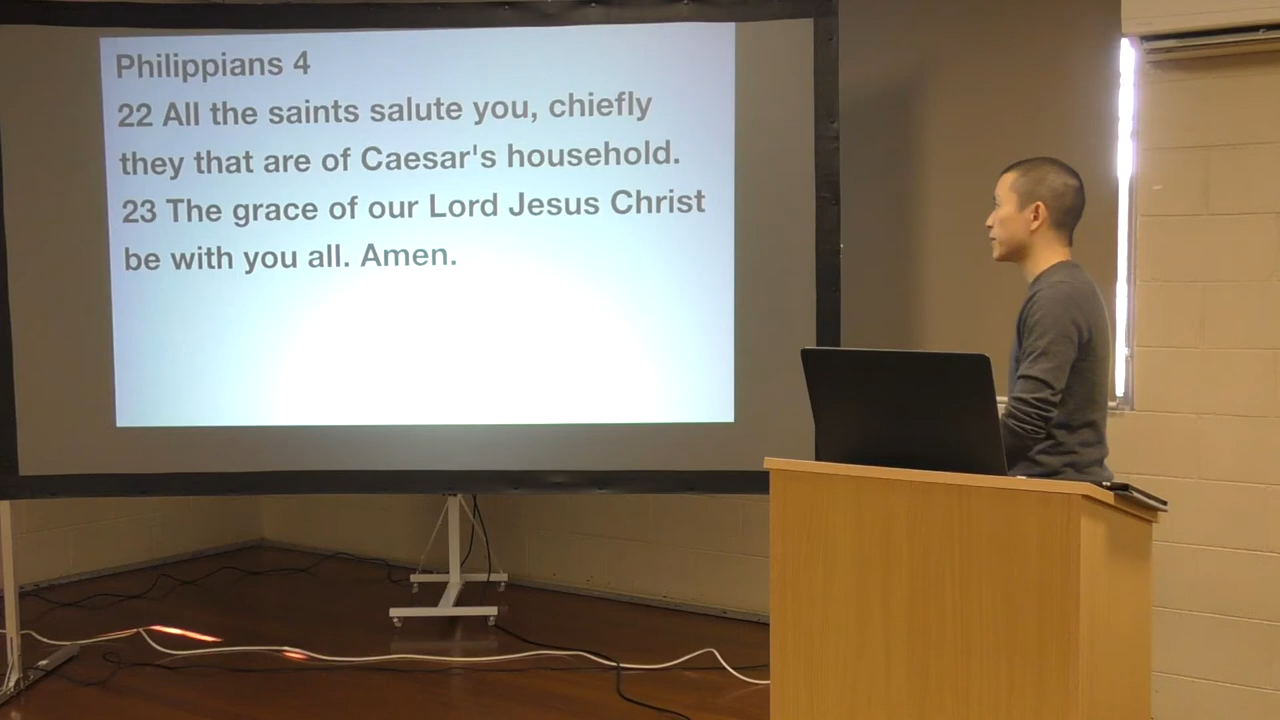 Philippians 4
22 All the saints salute you, chiefly
they that are of Caesar's household.
23 The grace of our Lord Jesus Christ
be with you all. Amen.